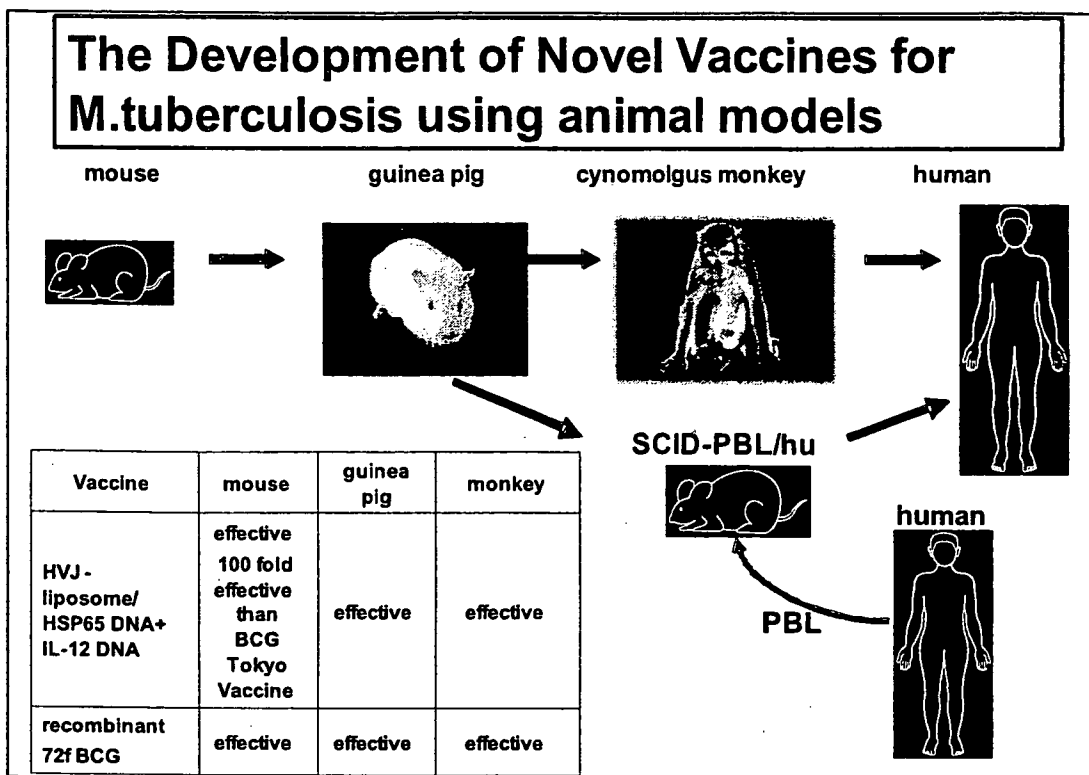 The Development of Novel Vaccines for
M.tuberculosis using animal models
mouse
guinea pig
cynomolgus monkey
human
SCID-PBL/hu
human
PBL
Vaccine
mouse
guinea
pig
monkey
HVJ-
liposome/
HSP65 DNA+
IL-12 DNA
effective
100 fold
effective
than
BCG
Tokyo
Vaccine
effective
effective
recombinant
72f BCG
effective
effective
effective